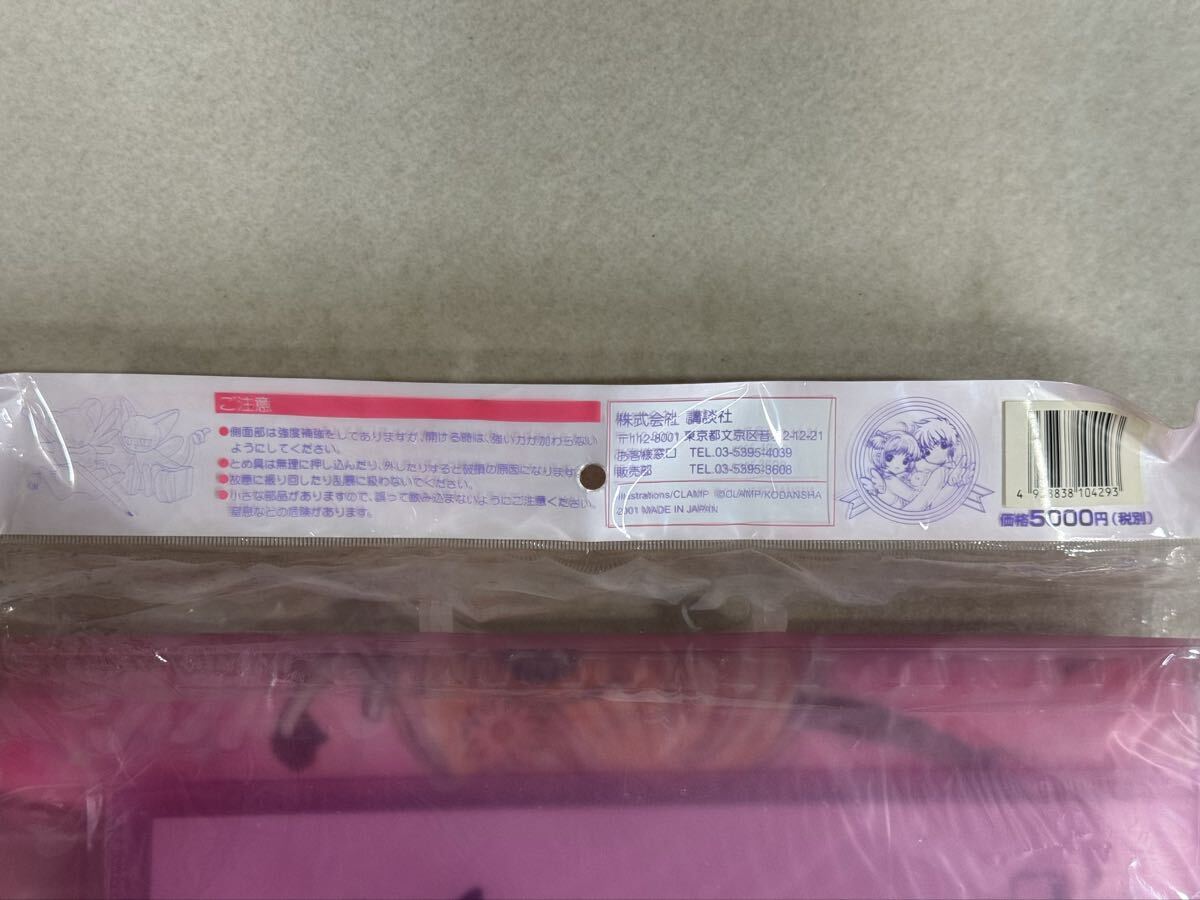 ご注意
●側面部は強度補強をしてありますが、開ける時は、強い力が加わらない
ようにしてください。
●とめ具は無理に押し込んだり、外したりすると破損の原因になります。
●故意に振り回したり乱暴に扱わないでください。
●小さな部品がありますので、誤って飲み込まないようにご注意ください。
窒息などの危険があります。
株式会社 講談社
〒112-8001 東京都文京区音 2-12-21
お客様窓口 TEL.03-5395-4039
販売部 TEL.03-5395-3608
Illustrations/CLAMP ©CLAMP/KODANSHA
2001 MADE IN JAPAN
104293
価格5000円(税別)